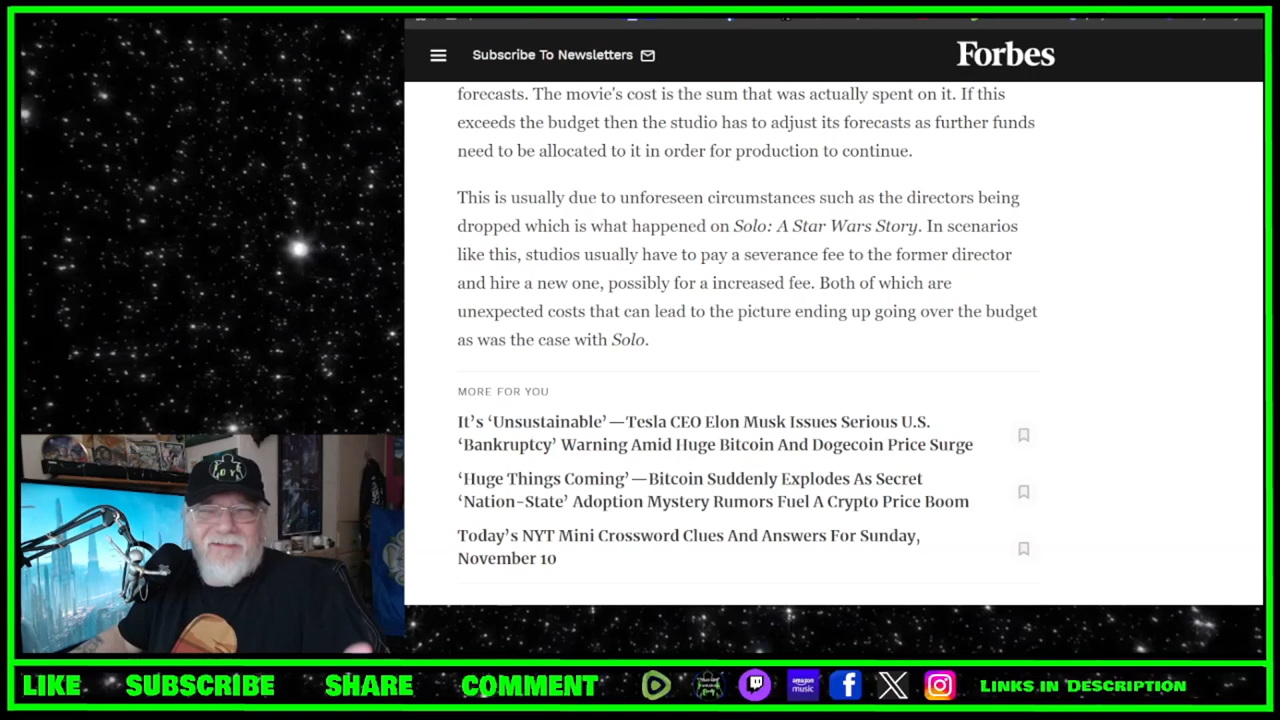 Subscribe To Newsletters
Forbes
forecasts. The movie's cost is the sum that was actually spent on it. If this
exceeds the budget then the studio has to adjust its forecasts as further funds
need to be allocated to it in order for production to continue.
This is usually due to unforeseen circumstances such as the directors being
dropped which is what happened on Solo: A Star Wars Story. In scenarios
like this, studios usually have to pay a severance fee to the former director
and hire a new one, possibly for a increased fee. Both of which are
unexpected costs that can lead to the picture ending up going over the budget
as was the case with Solo.
MORE FOR YOU
It's ‘Unsustainable’—Tesla CEO Elon Musk Issues Serious U.S.
‘Bankruptcy’ Warning Amid Huge Bitcoin And Dogecoin Price Surge
‘Huge Things Coming’—Bitcoin Suddenly Explodes As Secret
‘Nation-State’ Adoption Mystery Rumors Fuel A Crypto Price Boom
Today’s NYT Mini Crossword Clues And Answers For Sunday,
November 10
LIKE SUBSCRIBE SHARE COMMENT
amazon
music
LINKS IN DESCRIPTION